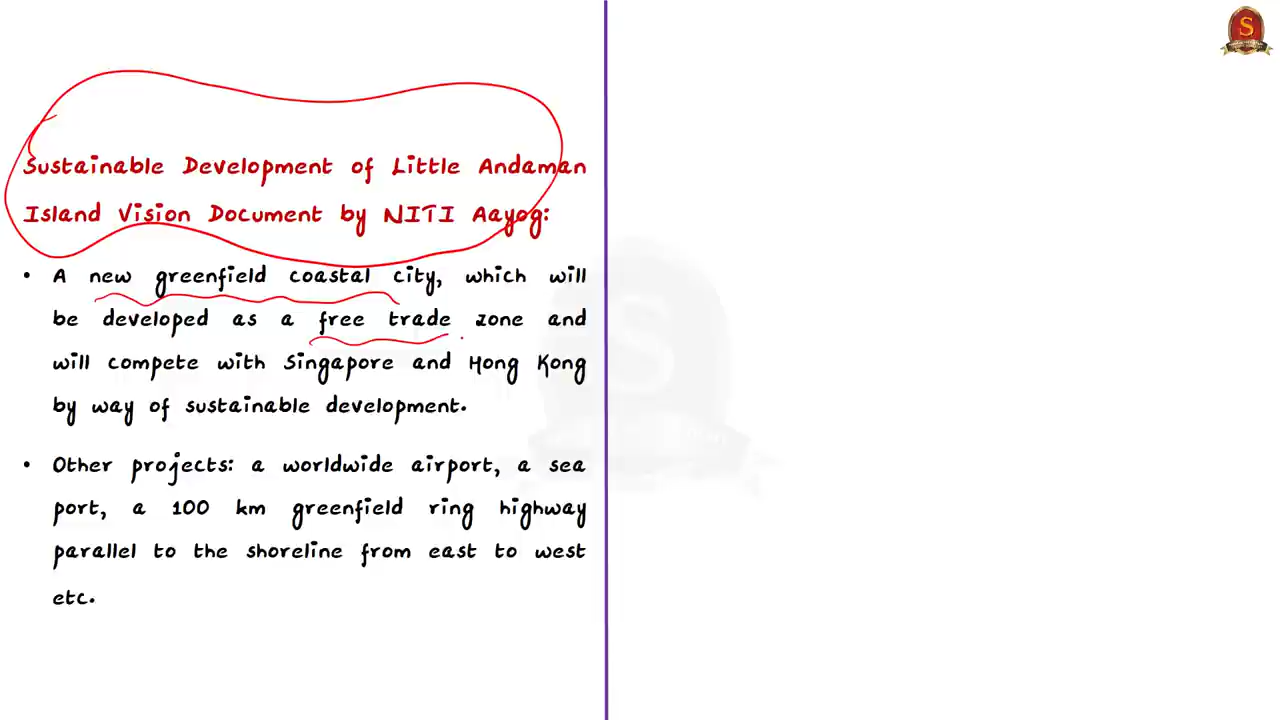 Sustainable Development of Little Andaman
Island Vision Document by NITI Aayog:
• A new greenfield coastal city, which will
be developed as a free trade zone and
will compete with Singapore and Hong Kong
by way of sustainable development.
• Other projects: a worldwide airport, a sea
port, a 100 km greenfield ring highway
parallel to the shoreline from east to west
etc.
S